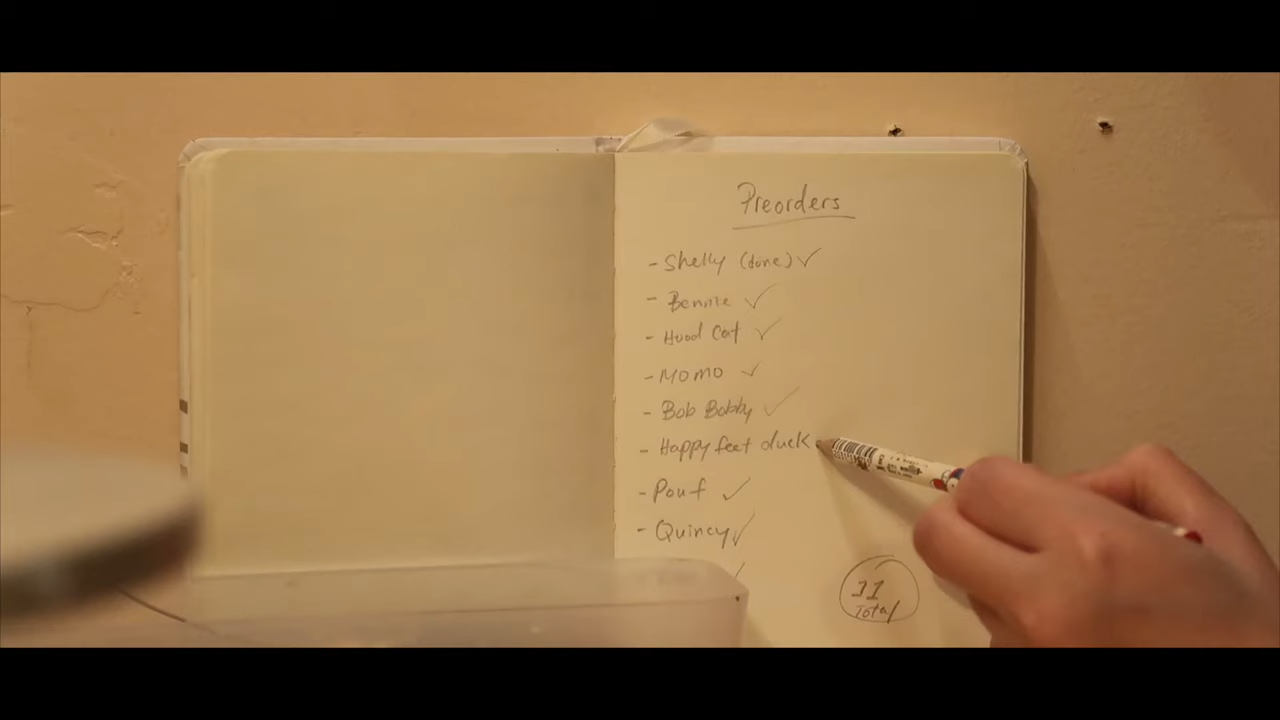 Preorders
- Shelly (done) ✓
- Bennie ✓
- Hood Cat ✓
- Momo ✓
- Bob Bobby ✓
- Happy feet duck
- Pouf ✓
- Quincy ✓
✓
11
Total